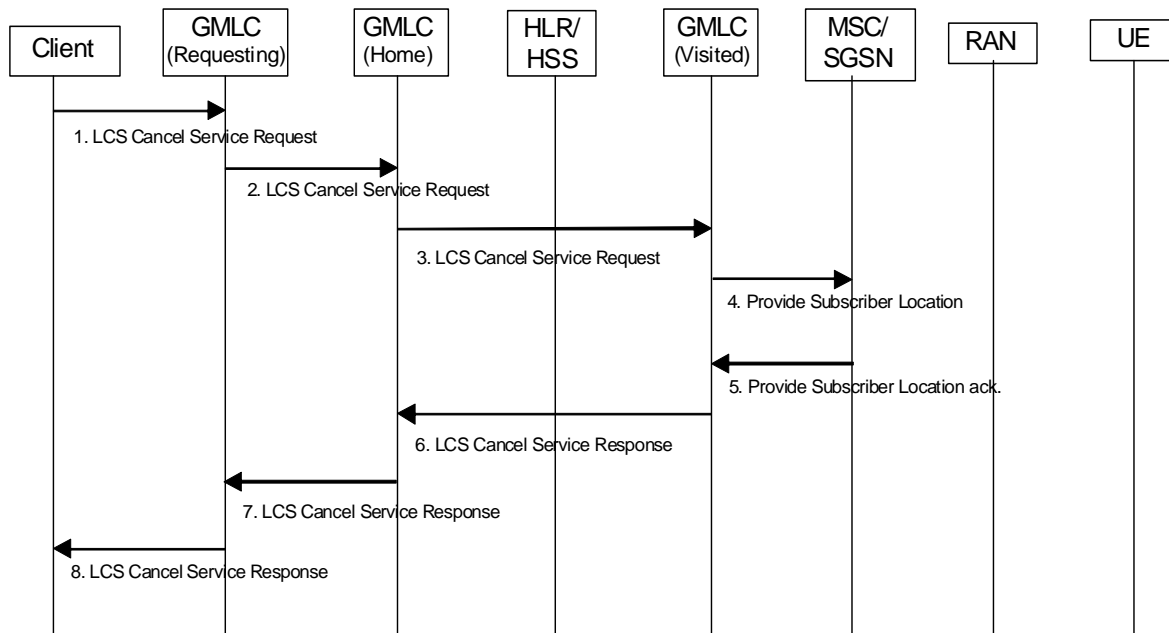 Client
GMLC
(Requesting)
GMLC
(Home)
HLR/
HSS
GMLC
(Visited)
MSC/
SGSN
RAN
UE
1. LCS Cancel Service Request
2. LCS Cancel Service Request
3. LCS Cancel Service Request
4. Provide Subscriber Location
5. Provide Subscriber Location ack.
6. LCS Cancel Service Response
7. LCS Cancel Service Response
8. LCS Cancel Service Response